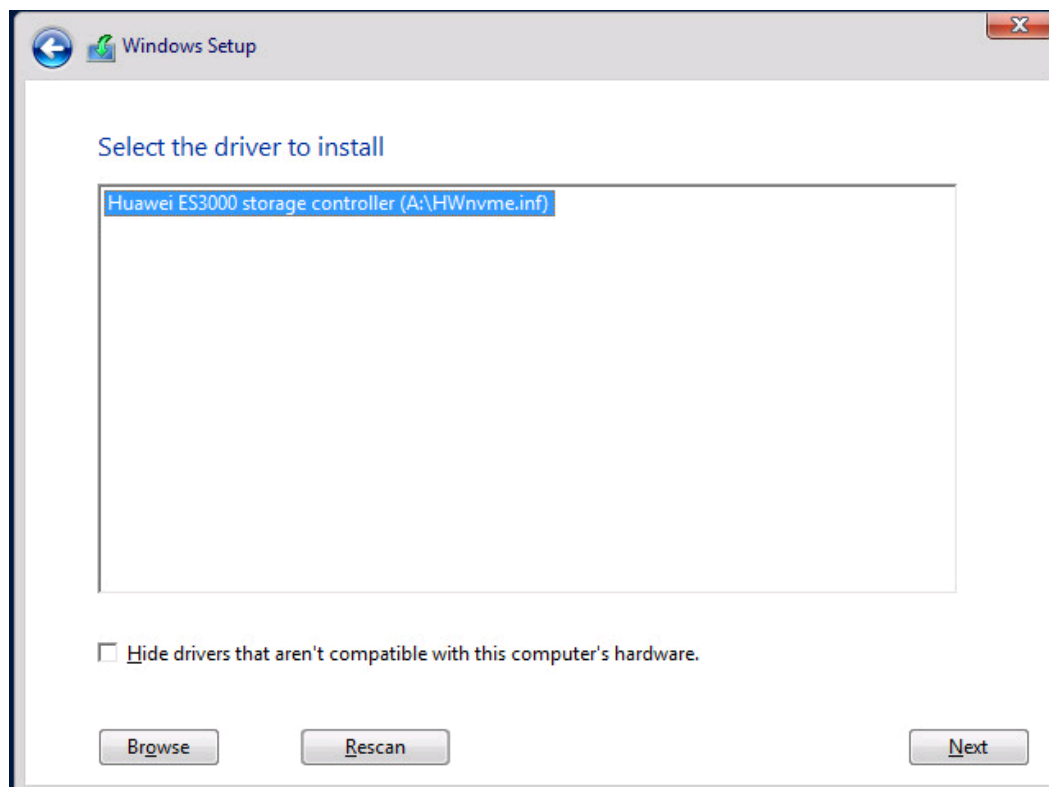 Windows Setup
Select the driver to install
Huawei ES3000 storage controller (A:\HWnvme.inf)
Hide drivers that aren't compatible with this computer's hardware.
Browse Rescan Next